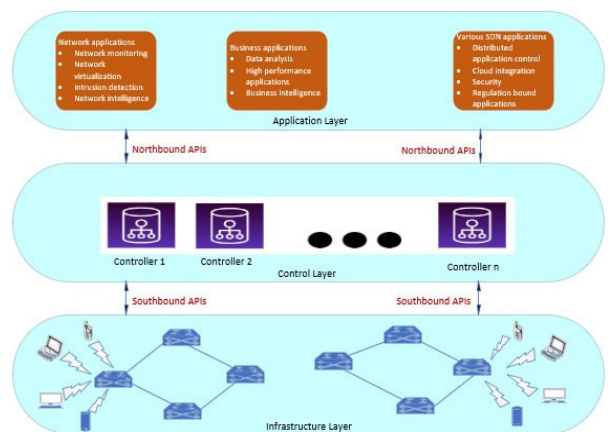 Network applications
Network monitoring
Network
virtualization
Intrusion detection
Network intelligence
Business applications
Data analysis
High performance
applications
Business intelligence
Various SDN applications
Distributed
application control
Cloud integration
Security
Regulation bound
applications
Application Layer
Northbound APIs
Northbound APIs
Controller 1
Controller 2
Controller n
Control Layer
Southbound APIs
Southbound APIs
Infrastructure Layer